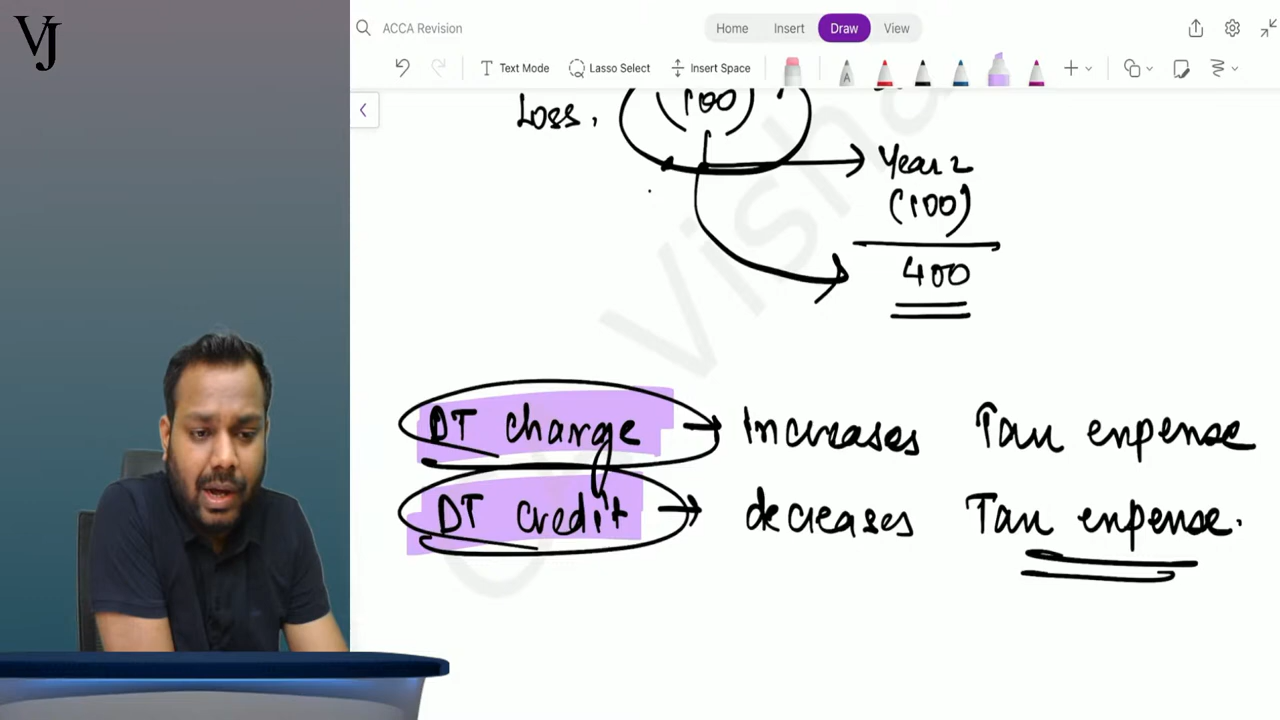 VJ
ACCA Revision
Home Insert Draw View
Text Mode Lasso Select Insert Space
Loss, (100)
Year 2
(100)
400
DT charge → Increases Tax expense
DT credit → decreases Tax expense.